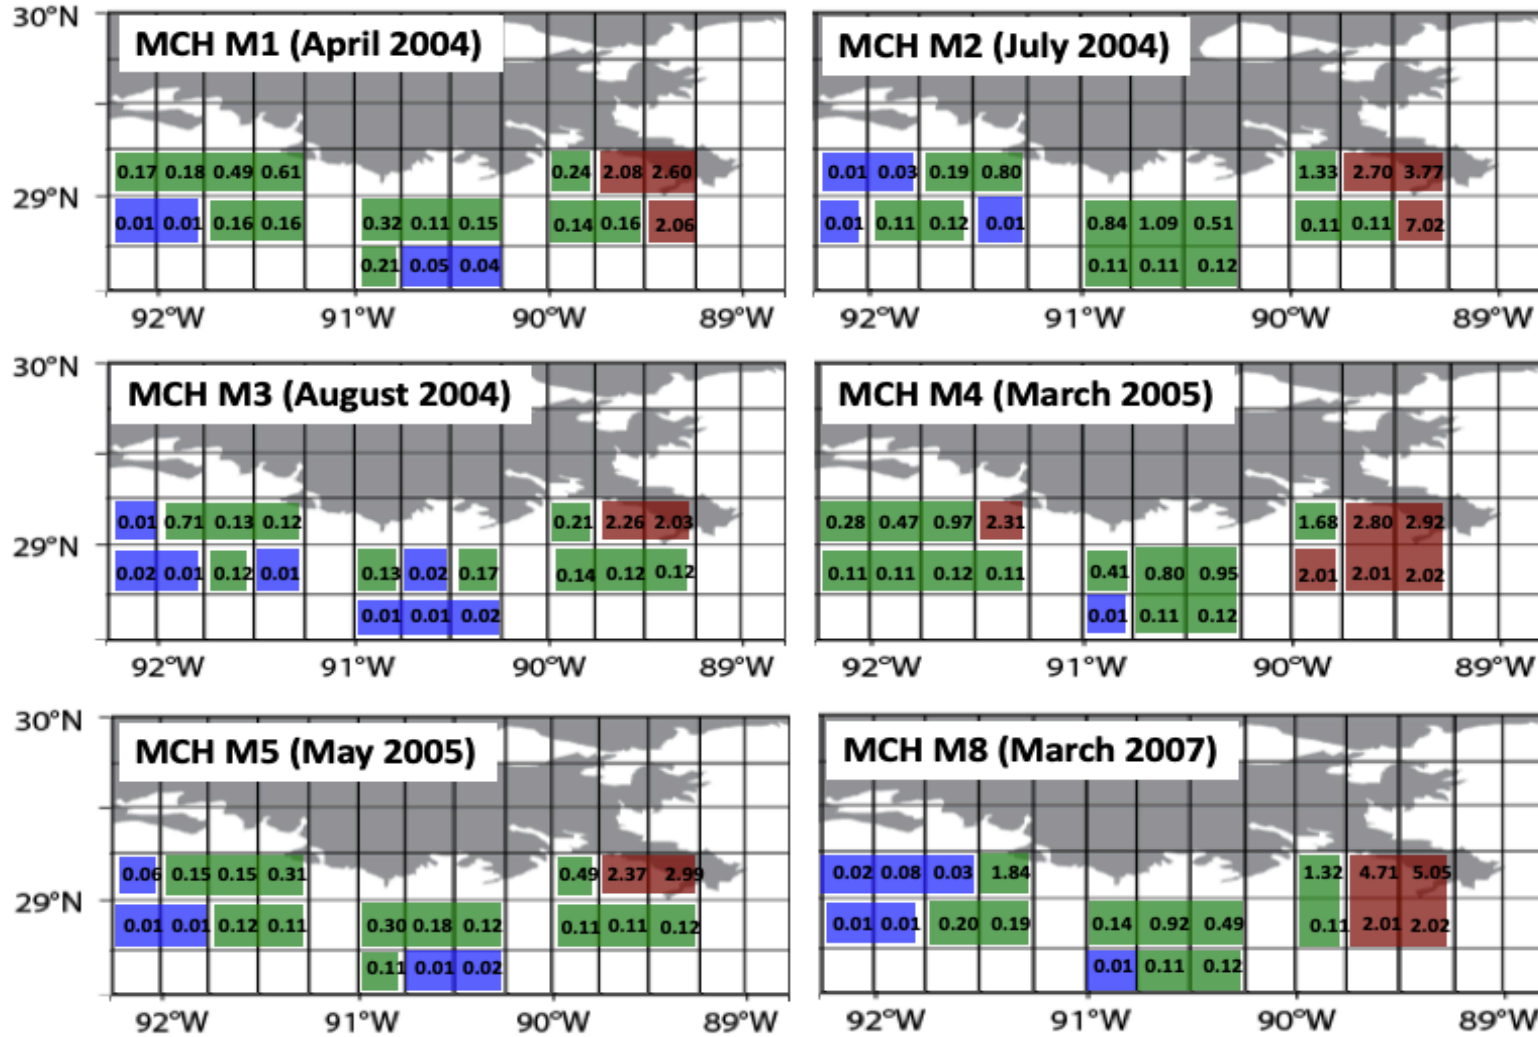 30°N
MCH M1 (April 2004)
MCH M2 (July 2004)
0.17 0.18 0.49 0.61 0.24 2.08 2.60
0.01 0.03 0.19 0.80 1.33 2.70 3.77
29°N
0.01 0.01 0.16 0.16 0.32 0.11 0.15 0.14 0.16 2.06
0.01 0.11 0.12 0.01 0.84 1.09 0.51 0.11 0.11 7.02
0.21 0.05 0.04
0.11 0.11 0.12
92°W 91°W 90°W 89°W
92°W 91°W 90°W 89°W
30°N
MCH M3 (August 2004)
MCH M4 (March 2005)
0.01 0.71 0.13 0.12 0.21 2.26 2.03
0.28 0.47 0.97 2.31 1.68 2.80 2.92
29°N
0.02 0.01 0.12 0.01 0.13 0.02 0.17 0.14 0.12 0.12
0.11 0.11 0.12 0.11 0.41 0.80 0.95 2.01 2.01 2.02
0.01 0.01 0.02
0.01 0.11 0.12
92°W 91°W 90°W 89°W
92°W 91°W 90°W 89°W
30°N
MCH M5 (May 2005)
MCH M8 (March 2007)
0.06 0.15 0.15 0.31 0.49 2.37 2.99
0.02 0.08 0.03 1.84 1.32 4.71 5.05
29°N
0.01 0.01 0.12 0.11 0.30 0.18 0.12 0.11 0.11 0.12
0.01 0.01 0.20 0.19 0.14 0.92 0.49 0.11 2.01 2.02
0.11 0.01 0.02
0.01 0.11 0.12
92°W 91°W 90°W 89°W
92°W 91°W 90°W 89°W